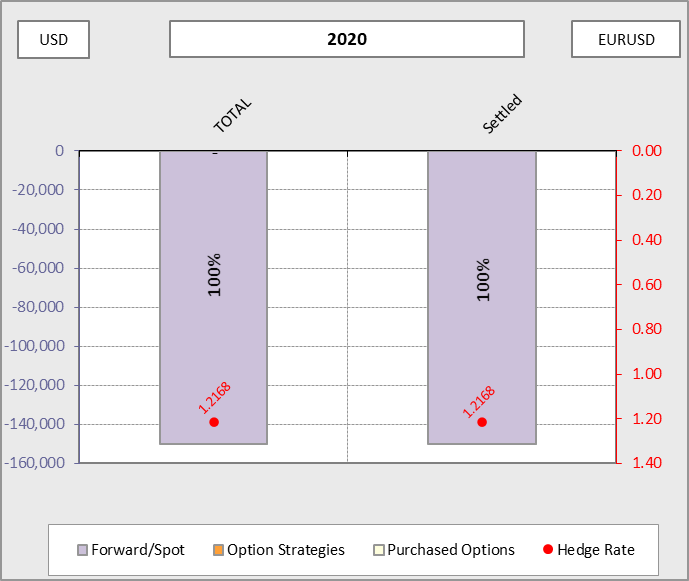 USD 2020 EURUSD
TOTAL Settled
0 0.00
-20,000 0.20
-40,000 0.40
-60,000 0.60
100% 100%
-80,000 0.80
-100,000 1.00
-120,000 1.2168 1.2168
-140,000 1.20
-160,000 1.40
Forward/Spot Option Strategies Purchased Options Hedge Rate